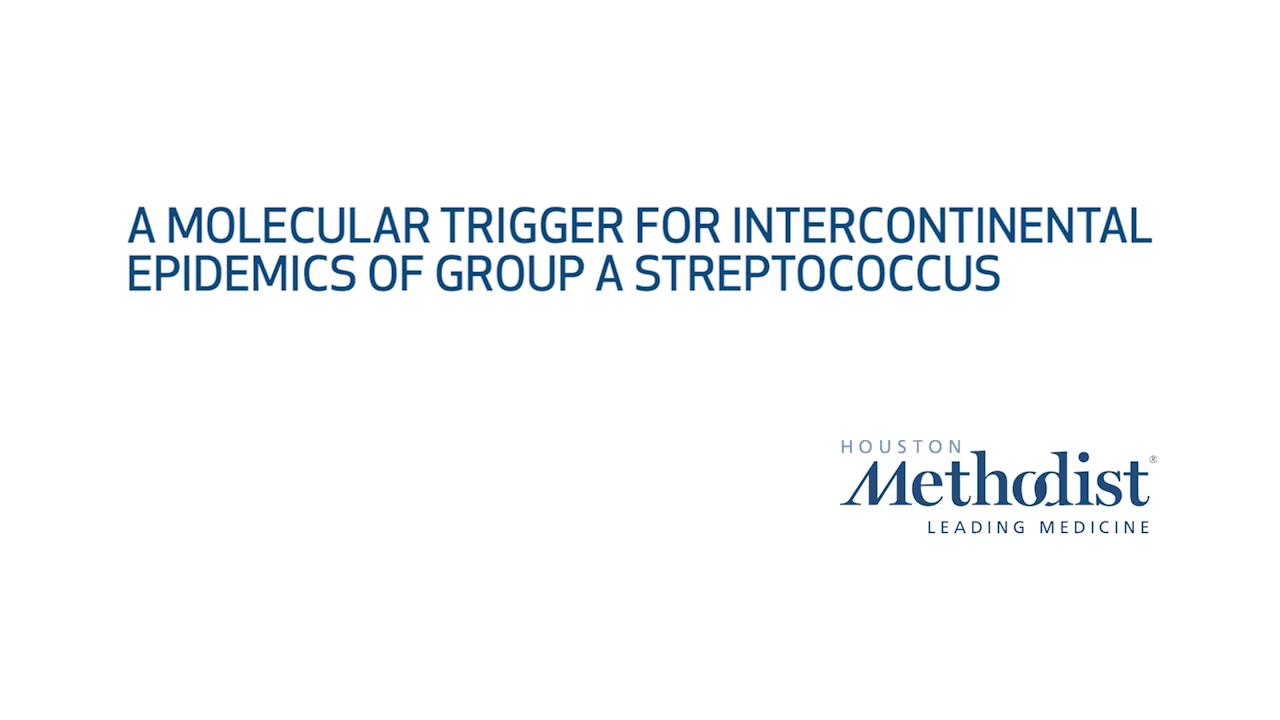 A MOLECULAR TRIGGER FOR INTERCONTINENTAL
EPIDEMICS OF GROUP A STREPTOCOCCUS
HOUSTON
Methodist®
LEADING MEDICINE